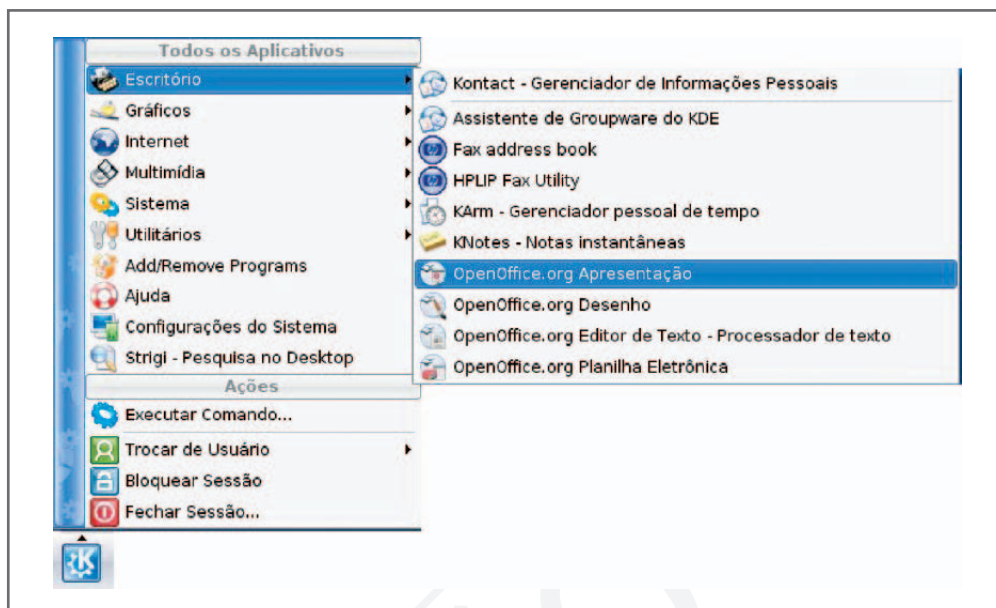 Todos os Aplicativos
Escritório
Gráficos
Internet
Multimídia
Sistema
Utilitários
Add/Remove Programs
Ajuda
Configurações do Sistema
Strigi - Pesquisa no Desktop
Ações
Executar Comando...
Trocar de Usuário
Bloquear Sessão
Fechar Sessão...
Kontact - Gerenciador de Informações Pessoais
Assistente de Groupware do KDE
Fax address book
HPLIP Fax Utility
KArm - Gerenciador pessoal de tempo
KNotes - Notas instantâneas
OpenOffice.org Apresentação
OpenOffice.org Desenho
OpenOffice.org Editor de Texto - Processador de texto
OpenOffice.org Planilha Eletrônica